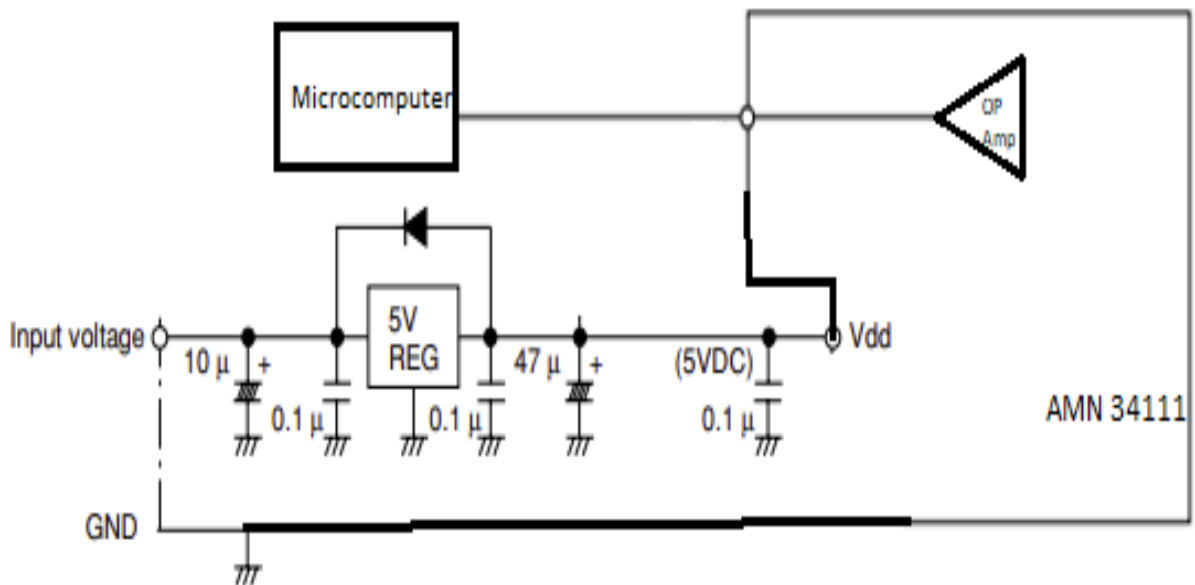 Microcomputer
OP
Amp
Input voltage
5V
REG
Vdd
10 μ +
47 μ +
(5VDC)
0.1 μ
0.1 μ
0.1 μ
AMN 34111
GND